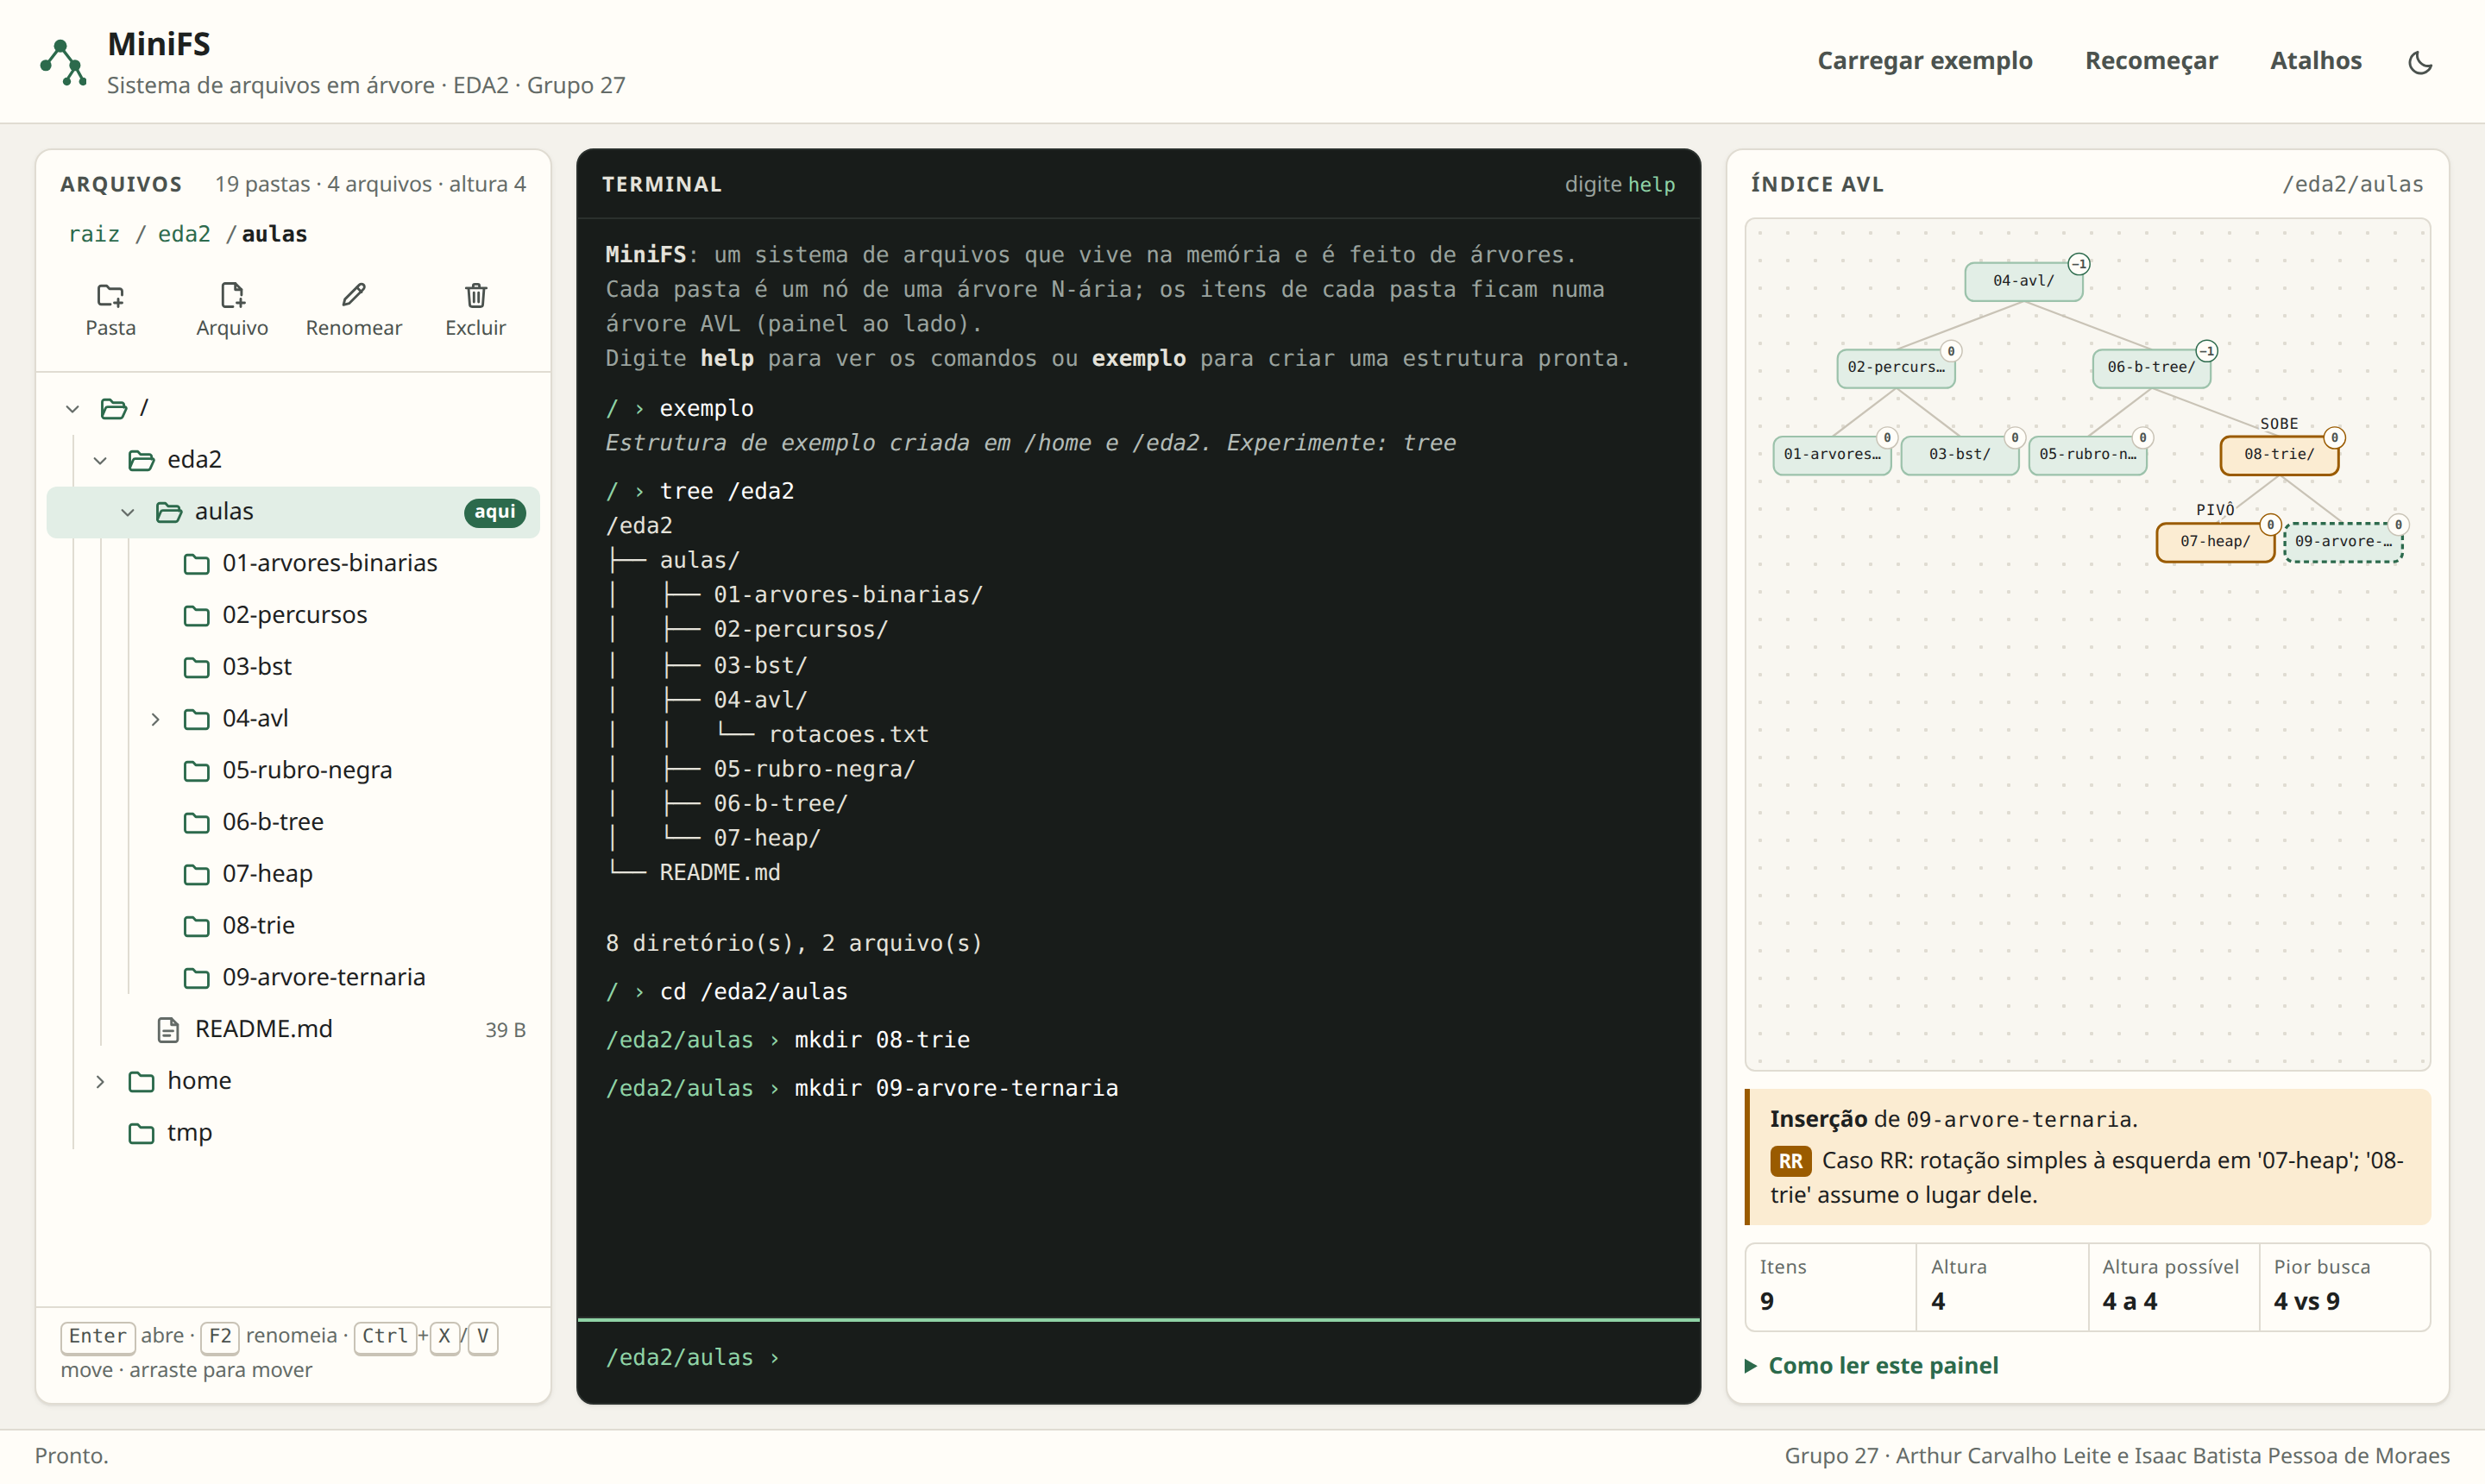 MiniFS
Sistema de arquivos em árvore · EDA2 · Grupo 27
Carregar exemplo
Recomeçar
Atalhos
ARQUIVOS
19 pastas · 4 arquivos · altura 4
raiz / eda2 / aulas
Pasta
Arquivo
Renomear
Excluir
/
eda2
aulas
aqui
01-arvores-binarias
02-percursos
03-bst
04-avl
05-rubro-negra
06-b-tree
07-heap
08-trie
09-arvore-ternaria
README.md
39 B
home
tmp
Enter abre · F2 renomeia · Ctrl+X/V
move · arraste para mover
TERMINAL
digite help
MiniFS: um sistema de arquivos que vive na memória e é feito de árvores.
Cada pasta é um nó de uma árvore N-ária; os itens de cada pasta ficam numa
árvore AVL (painel ao lado).
Digite help para ver os comandos ou exemplo para criar uma estrutura pronta.
/ › exemplo
Estrutura de exemplo criada em /home e /eda2. Experimente: tree
/ › tree /eda2
/eda2
├── aulas/
│   ├── 01-arvores-binarias/
│   ├── 02-percursos/
│   ├── 03-bst/
│   ├── 04-avl/
│   │   └── rotacoes.txt
│   ├── 05-rubro-negra/
│   ├── 06-b-tree/
│   └── 07-heap/
└── README.md
8 diretório(s), 2 arquivo(s)
/ › cd /eda2/aulas
/eda2/aulas › mkdir 08-trie
/eda2/aulas › mkdir 09-arvore-ternaria
/eda2/aulas ›
ÍNDICE AVL
/eda2/aulas
04-avl/
−1
02-percurs…
0
06-b-tree/
−1
SOBE
01-arvores…
0
03-bst/
0
05-rubro-n…
0
08-trie/
0
PIVÔ
07-heap/
0
09-arvore-…
0
Inserção de 09-arvore-ternaria.
RR Caso RR: rotação simples à esquerda em '07-heap'; '08-
trie' assume o lugar dele.
Itens
9
Altura
4
Altura possível
4 a 4
Pior busca
4 vs 9
Como ler este painel
Pronto.
Grupo 27 · Arthur Carvalho Leite e Isaac Batista Pessoa de Moraes